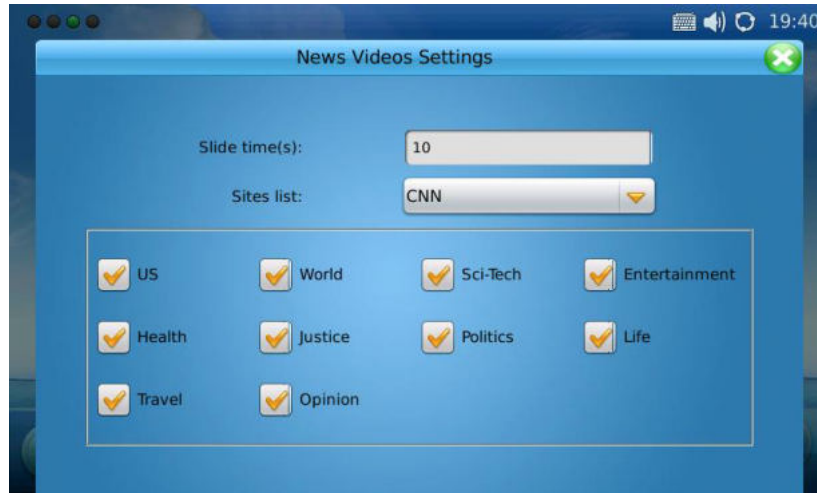 19:40
News Videos Settings
Slide time(s): 10
Sites list: CNN
US World Sci-Tech Entertainment
Health Justice Politics Life
Travel Opinion